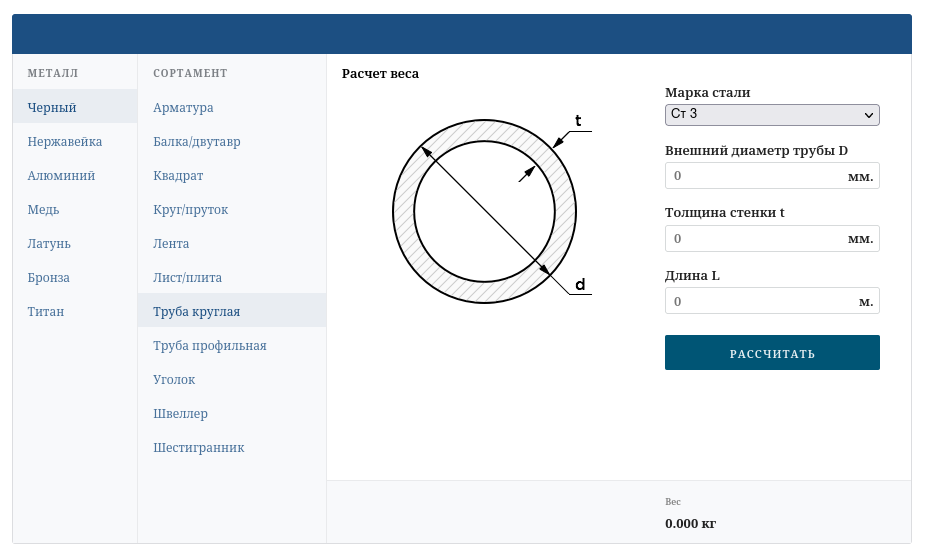 МЕТАЛЛ
Черный
Нержавейка
Алюминий
Медь
Латунь
Бронза
Титан
СОРТАМЕНТ
Арматура
Балка/двутавр
Квадрат
Круг/пруток
Лента
Лист/плита
Труба круглая
Труба профильная
Уголок
Швеллер
Шестигранник
Расчет веса
t
d
Марка стали
Ст 3
Внешний диаметр трубы D
0 мм.
Толщина стенки t
0 мм.
Длина L
0 м.
РАССЧИТАТЬ
Вес
0.000 кг